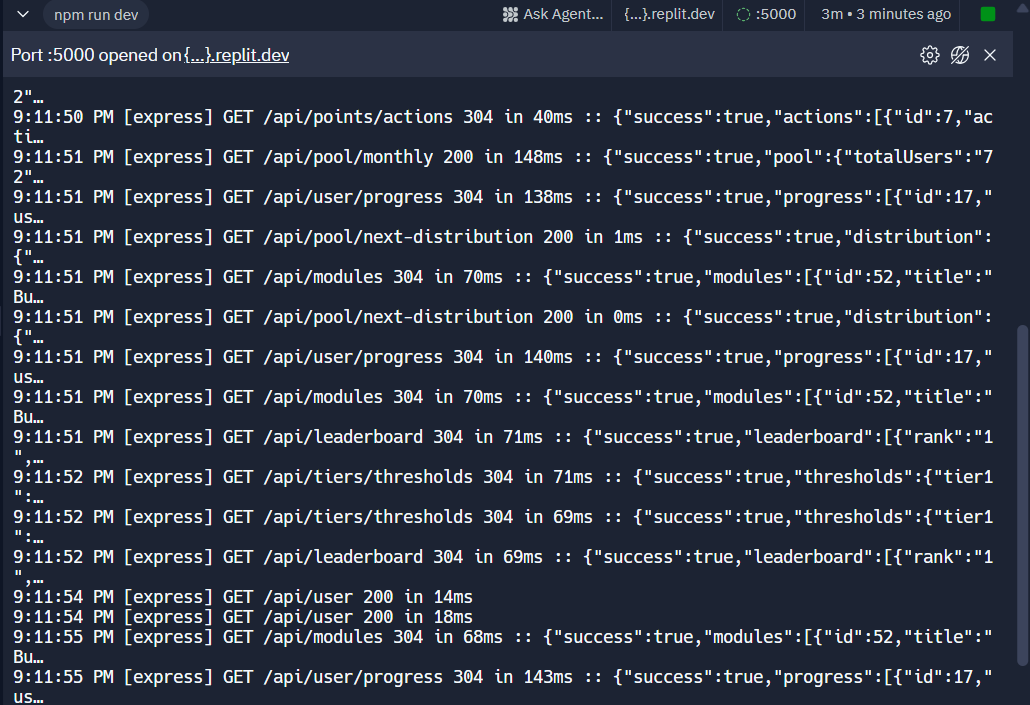 npm run dev
Ask Agent...
{...}.replit.dev
:5000
3m • 3 minutes ago
Port :5000 opened on {...}.replit.dev
2"…
9:11:50 PM [express] GET /api/points/actions 304 in 40ms :: {"success":true,"actions":[{"id":7,"ac
ti…
9:11:51 PM [express] GET /api/pool/monthly 200 in 148ms :: {"success":true,"pool":{"totalUsers":"7
2"…
9:11:51 PM [express] GET /api/user/progress 304 in 138ms :: {"success":true,"progress":[{"id":17,"
us…
9:11:51 PM [express] GET /api/pool/next-distribution 200 in 1ms :: {"success":true,"distribution":
{"…
9:11:51 PM [express] GET /api/modules 304 in 70ms :: {"success":true,"modules":[{"id":52,"title":"
Bu…
9:11:51 PM [express] GET /api/pool/next-distribution 200 in 0ms :: {"success":true,"distribution":
{"…
9:11:51 PM [express] GET /api/user/progress 304 in 140ms :: {"success":true,"progress":[{"id":17,"
us…
9:11:51 PM [express] GET /api/modules 304 in 70ms :: {"success":true,"modules":[{"id":52,"title":"
Bu…
9:11:51 PM [express] GET /api/leaderboard 304 in 71ms :: {"success":true,"leaderboard":[{"rank":"1
",…
9:11:52 PM [express] GET /api/tiers/thresholds 304 in 71ms :: {"success":true,"thresholds":{"tier1
":…
9:11:52 PM [express] GET /api/tiers/thresholds 304 in 69ms :: {"success":true,"thresholds":{"tier1
":…
9:11:52 PM [express] GET /api/leaderboard 304 in 69ms :: {"success":true,"leaderboard":[{"rank":"1
",…
9:11:54 PM [express] GET /api/user 200 in 14ms
9:11:54 PM [express] GET /api/user 200 in 18ms
9:11:55 PM [express] GET /api/modules 304 in 68ms :: {"success":true,"modules":[{"id":52,"title":"
Bu…
9:11:55 PM [express] GET /api/user/progress 304 in 143ms :: {"success":true,"progress":[{"id":17,"
us…